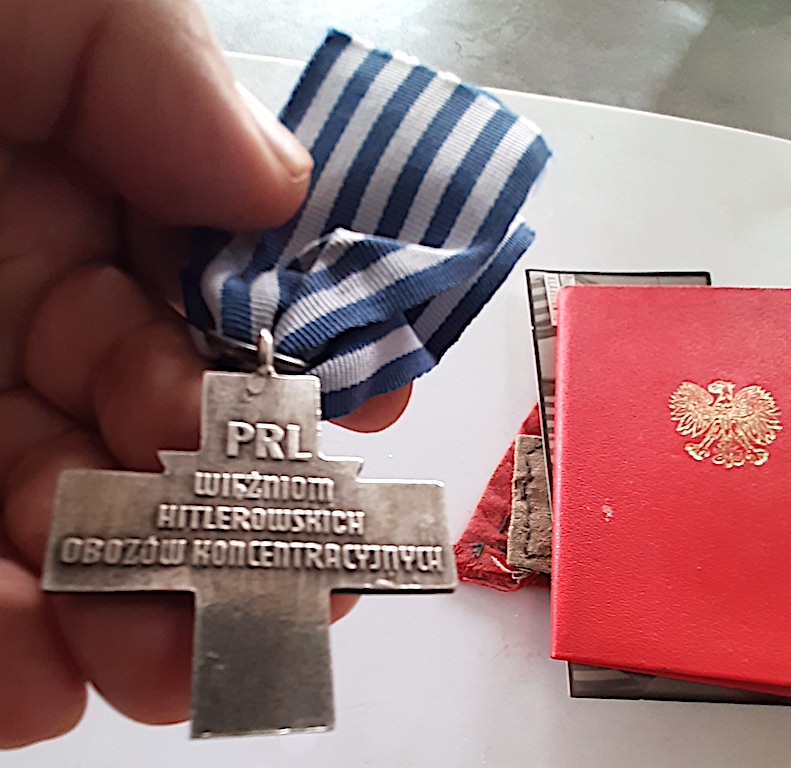 PRL
WIĘŹNIOM
HITLEROWSKICH
OBOZÓW KONCENTRACYJNYCH